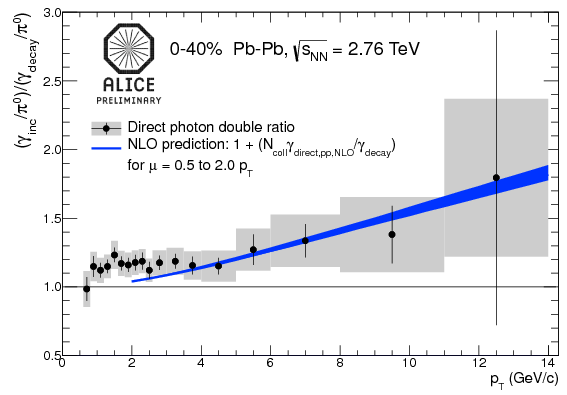 (γinc/π0)/(γdecay/π0)
3.0
2.5
2.0
1.5
1.0
0.5
ALICE
PRELIMINARY
0-40% Pb-Pb, √sNN = 2.76 TeV
Direct photon double ratio
NLO prediction: 1 + (Ncollγdirect,pp,NLO/γdecay)
for μ = 0.5 to 2.0 pT
0 2 4 6 8 10 12 14
pT (GeV/c)